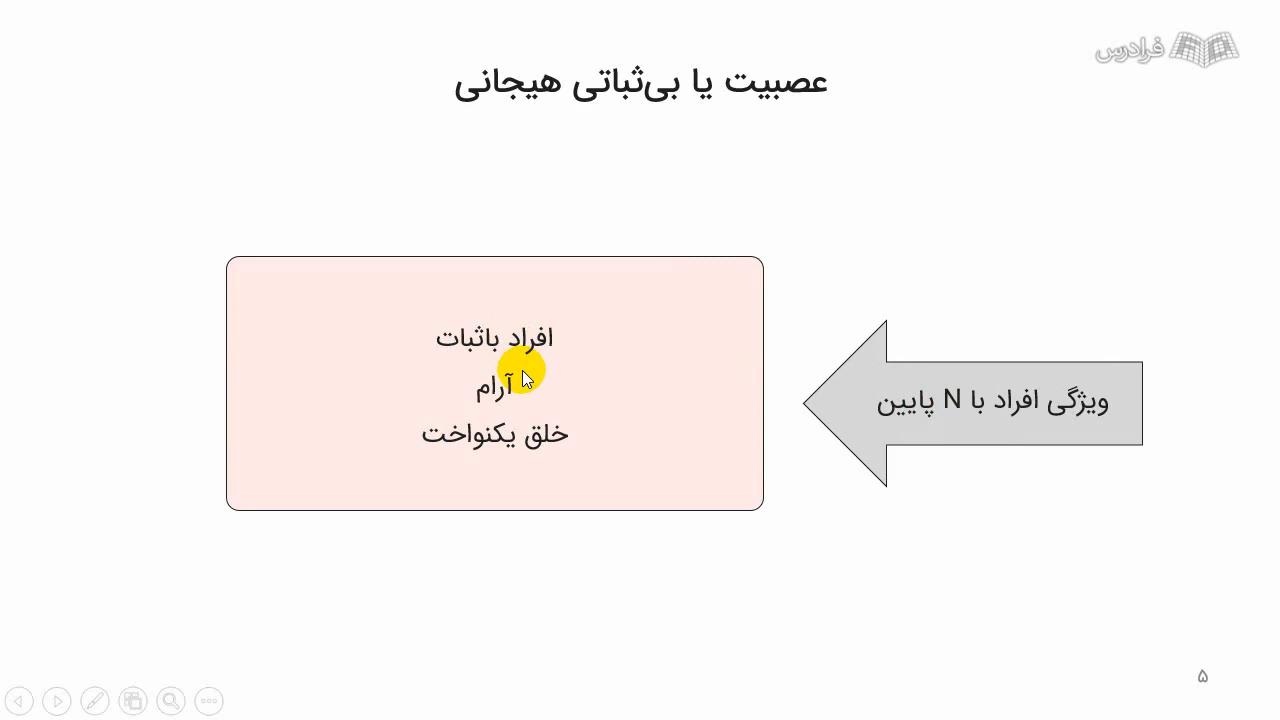 فرادرس
عصبیت یا بی‌ثباتی هیجانی
ویژگی افراد با N پایین
افراد باثبات
آرام
خلق یکنواخت
۵